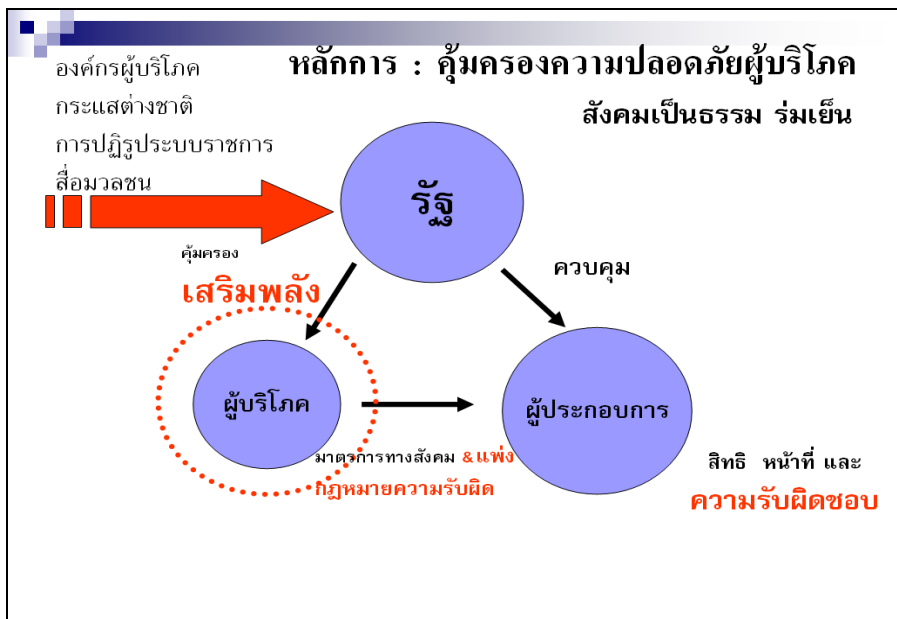 องค์กรผู้บริโภค
กระแสต่างชาติ
การปฏิรูประบบราชการ
สื่อมวลชน
หลักการ : คุ้มครองความปลอดภัยผู้บริโภค
สังคมเป็นธรรม ร่มเย็น
รัฐ
คุ้มครอง
เสริมพลัง
ควบคุม
ผู้บริโภค
ผู้ประกอบการ
มาตรการทางสังคม &แพ่ง
กฎหมายความรับผิด
สิทธิ หน้าที่ และ
ความรับผิดชอบ